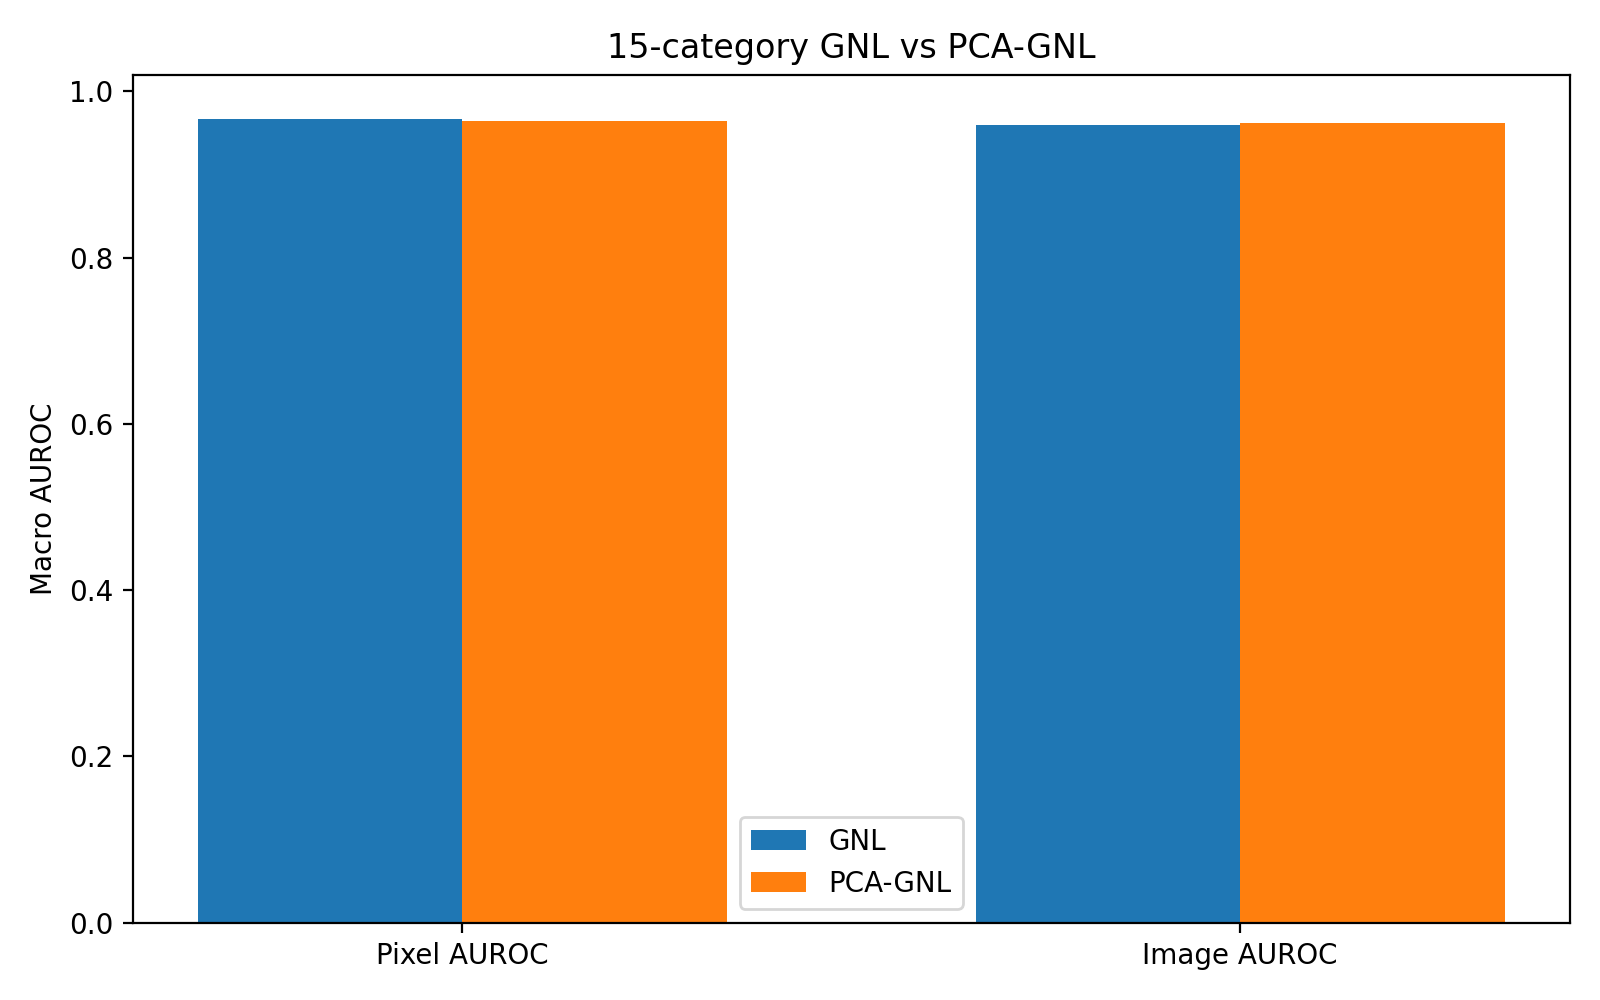 15-category GNL vs PCA-GNL
Macro AUROC
1.0
0.8
0.6
0.4
0.2
0.0
GNL
PCA-GNL
Pixel AUROC
Image AUROC